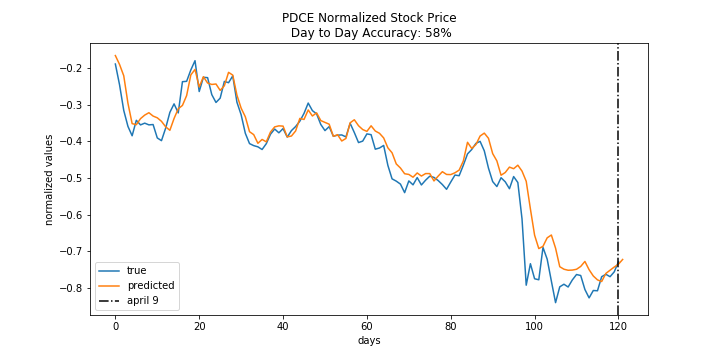 PDCE Normalized Stock Price
Day to Day Accuracy: 58%
normalized values
−0.2
−0.3
−0.4
−0.5
−0.6
−0.7
−0.8
true
predicted
april 9
0
20
40
60
80
100
120
days